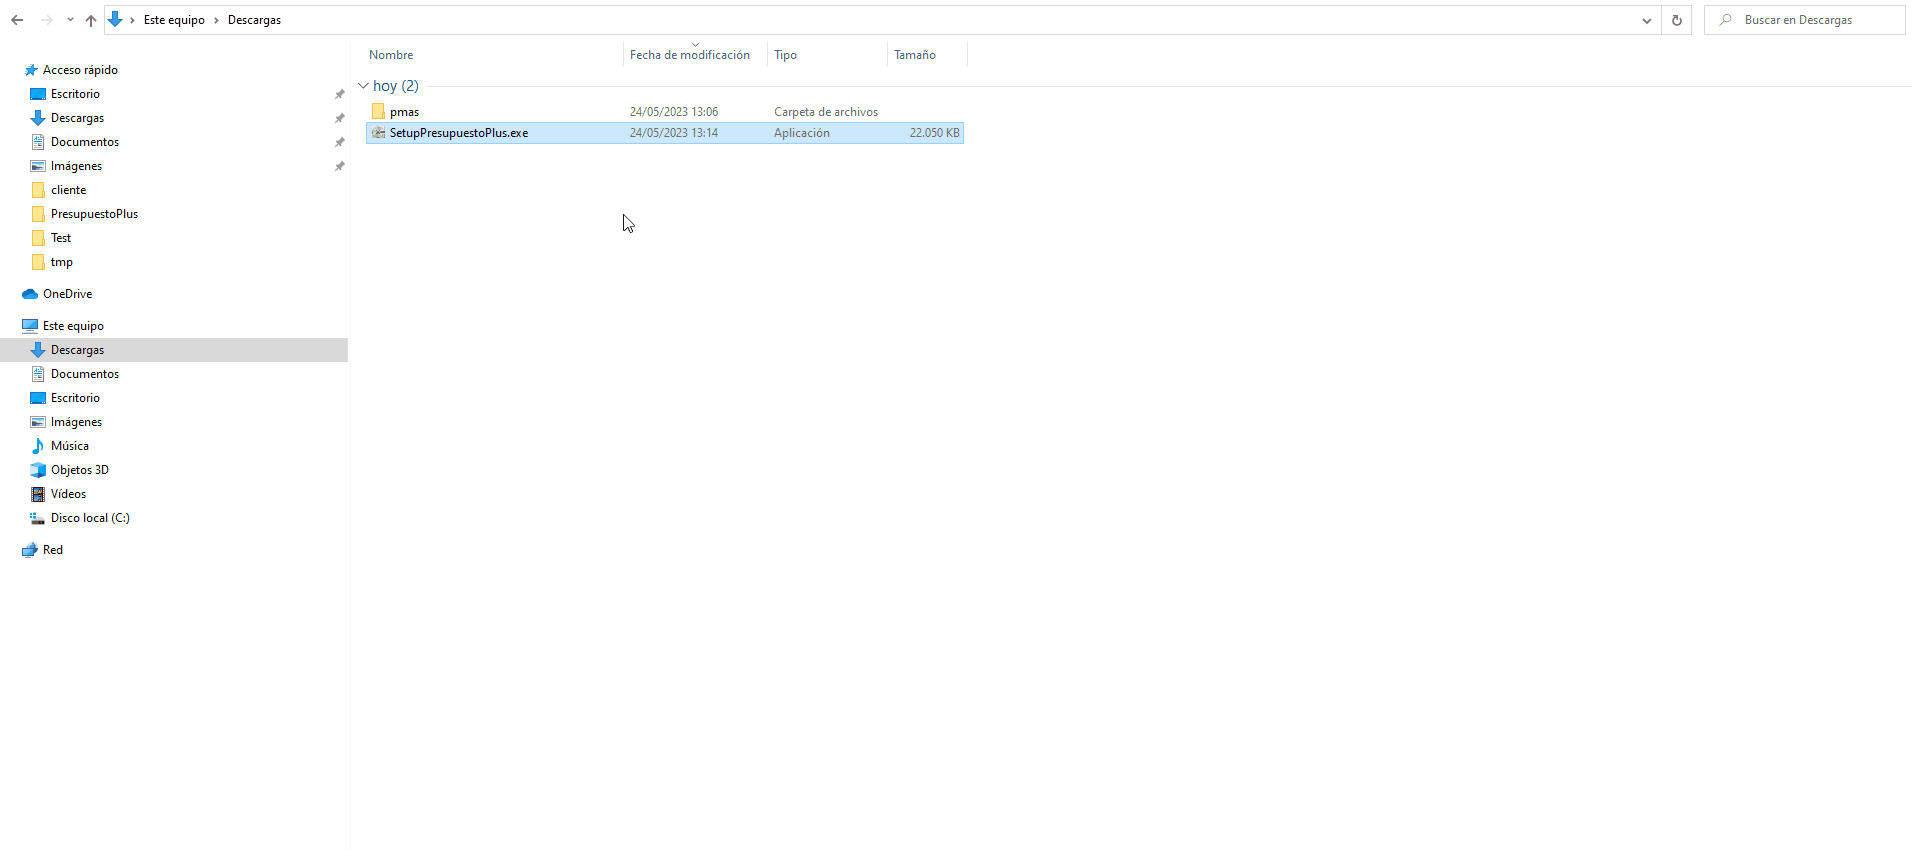 Este equipo > Descargas
Buscar en Descargas
Nombre Fecha de modificación Tipo Tamaño
hoy (2)
pmas 24/05/2023 13:06 Carpeta de archivos
SetupPresupuestoPlus.exe 24/05/2023 13:14 Aplicación 22.050 KB
Acceso rápido
Escritorio
Descargas
Documentos
Imágenes
cliente
PresupuestoPlus
Test
tmp
OneDrive
Este equipo
Descargas
Documentos
Escritorio
Imágenes
Música
Objetos 3D
Vídeos
Disco local (C:)
Red